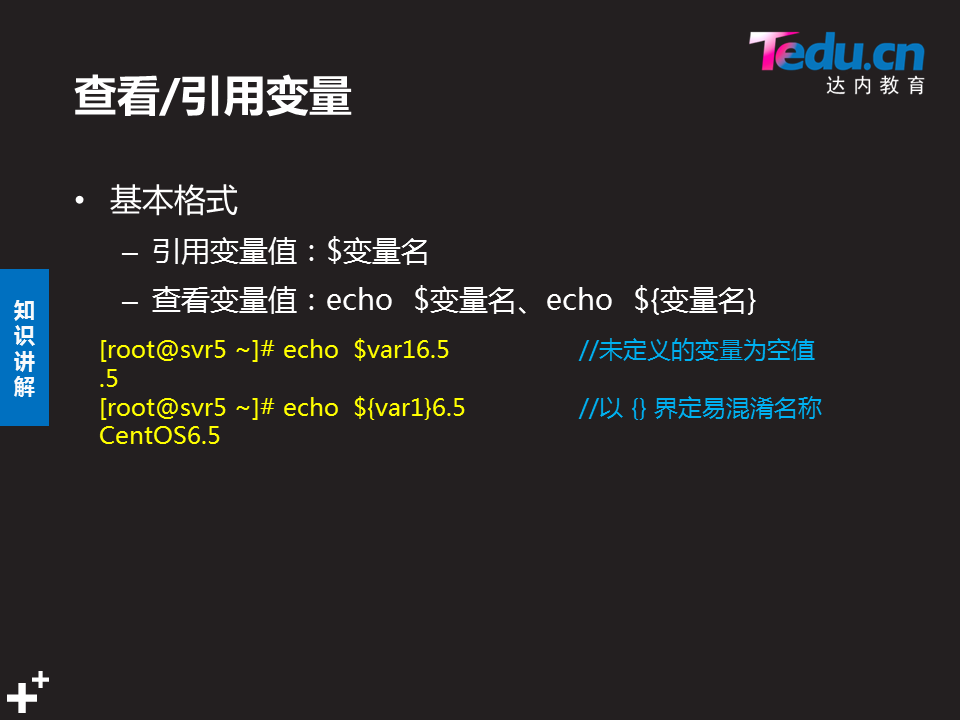 Tedu.cn
达内教育
查看/引用变量
• 基本格式
– 引用变量值：$变量名
– 查看变量值：echo $变量名、echo ${变量名}
知识讲解
[root@svr5 ~]# echo $var16.5 //未定义的变量为空值
.5
[root@svr5 ~]# echo ${var1}6.5 //以 {} 界定易混淆名称
CentOS6.5